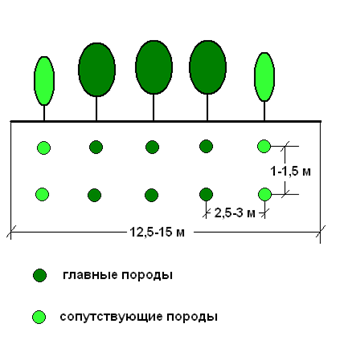 1-1,5 м
2,5-3 м
12,5-15 м
главные породы
сопутствующие породы